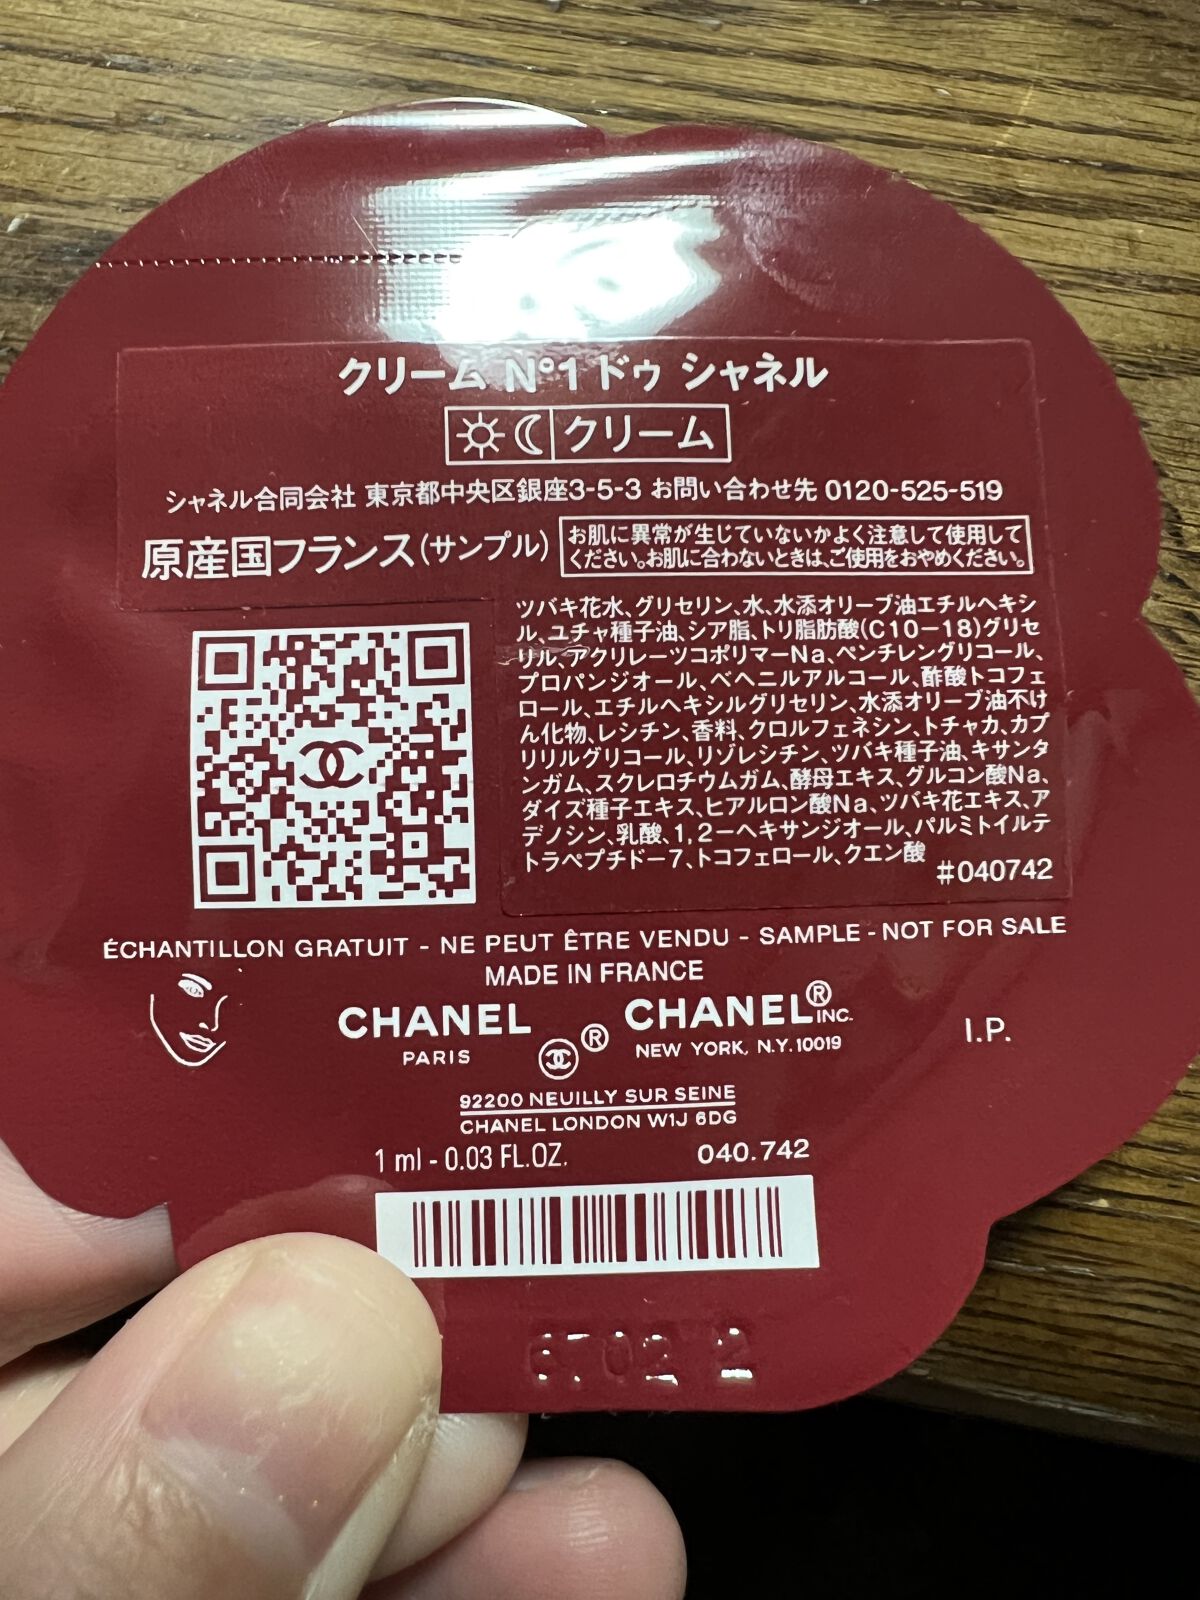 クリーム N°1 ドゥ シャネル
クリーム
シャネル合同会社 東京都中央区銀座3-5-3 お問い合わせ先 0120-525-519
原産国フランス(サンプル)
お肌に異常が生じていないかよく注意して使用して
ください。お肌に合わないときは、ご使用をおやめください。
ツバキ花水、グリセリン、水、水添オリーブ油エチルヘキシ
ル、ユチャ種子油、シア脂、トリ脂肪酸(C10-18)グリセ
リル、アクリレーツコポリマーNa、ペンチレングリコール、
プロパンジオール、ベヘニルアルコール、酢酸トコフェ
ロール、エチルヘキシルグリセリン、水添オリーブ油不け
ん化物、レシチン、香料、クロルフェネシン、トチャカ、カプ
リリルグリコール、リゾレシチン、ツバキ種子油、キサンタ
ンガム、スクレロチウムガム、酵母エキス、グルコン酸Na、
ダイズ種子エキス、ヒアルロン酸Na、ツバキ花エキス、ア
デノシン、乳酸、1,2-ヘキサンジオール、パルミトイルテ
トラペプチド-7、トコフェロール、クエン酸
#040742
ÉCHANTILLON GRATUIT - NE PEUT ÊTRE VENDU - SAMPLE - NOT FOR SALE
MADE IN FRANCE
CHANEL
PARIS
®
CHANEL® INC.
NEW YORK, N.Y. 10019
I.P.
92200 NEUILLY SUR SEINE
CHANEL LONDON W1J 6DG
1 ml - 0.03 FL.OZ.
040.742